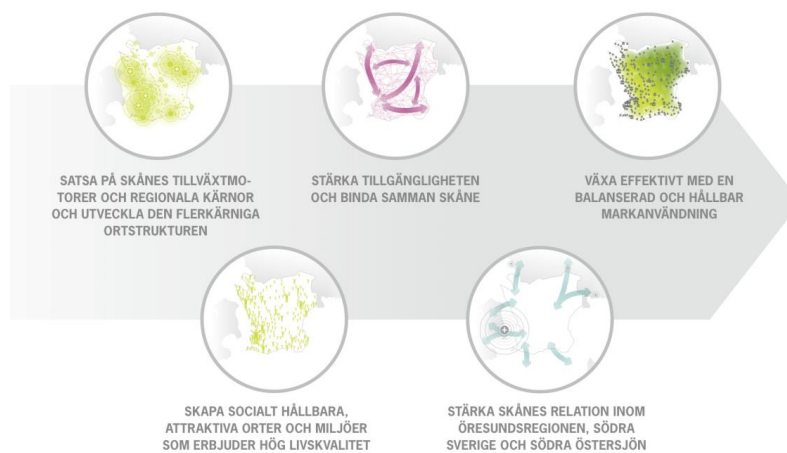 SATSA PÅ SKÅNES TILLVÄXTMO-
TORER OCH REGIONALA KÄRNOR
OCH UTVECKLA DEN FLERKÄRNIGA
ORTSTRUKTUREN
STÄRKA TILLGÄNGLIGHETEN
OCH BINDA SAMMAN SKÅNE
VÄXA EFFEKTIVT MED EN
BALANSERAD OCH HÅLLBAR
MARKANVÄNDNING
SKAPA SOCIALT HÅLLBARA,
ATTRAKTIVA ORTER OCH MILJÖER
SOM ERBJUDER HÖG LIVSKVALITET
STÄRKA SKÅNES RELATION INOM
ÖRESUNDSREGIONEN, SÖDRA
SVERIGE OCH SÖDRA ÖSTERSJÖN